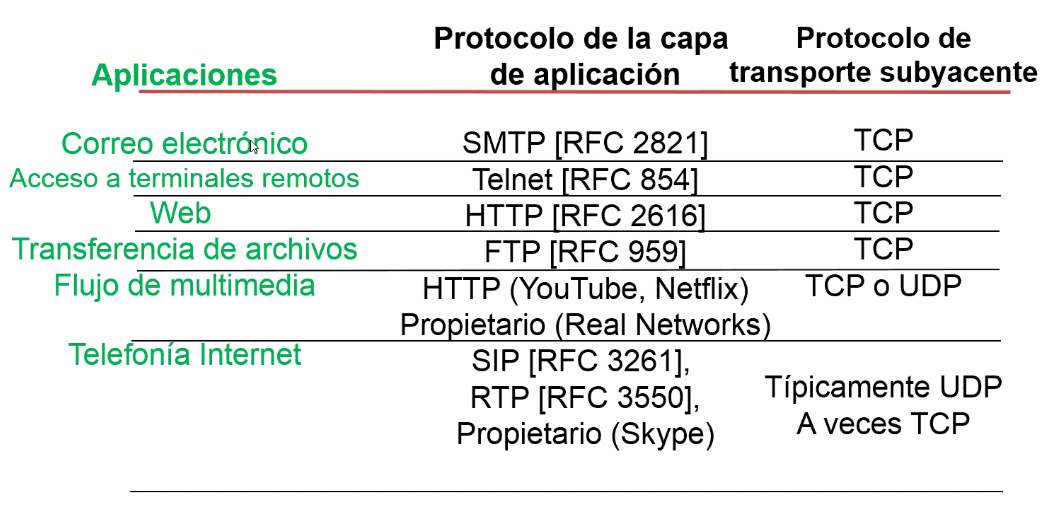 Aplicaciones
Protocolo de la capa
de aplicación
Protocolo de
transporte subyacente
Correo electrónico
SMTP [RFC 2821]
TCP
Acceso a terminales remotos
Telnet [RFC 854]
TCP
Web
HTTP [RFC 2616]
TCP
Transferencia de archivos
FTP [RFC 959]
TCP
Flujo de multimedia
HTTP (YouTube, Netflix)
Propietario (Real Networks)
TCP o UDP
Telefonía Internet
SIP [RFC 3261],
RTP [RFC 3550],
Propietario (Skype)
Típicamente UDP
A veces TCP